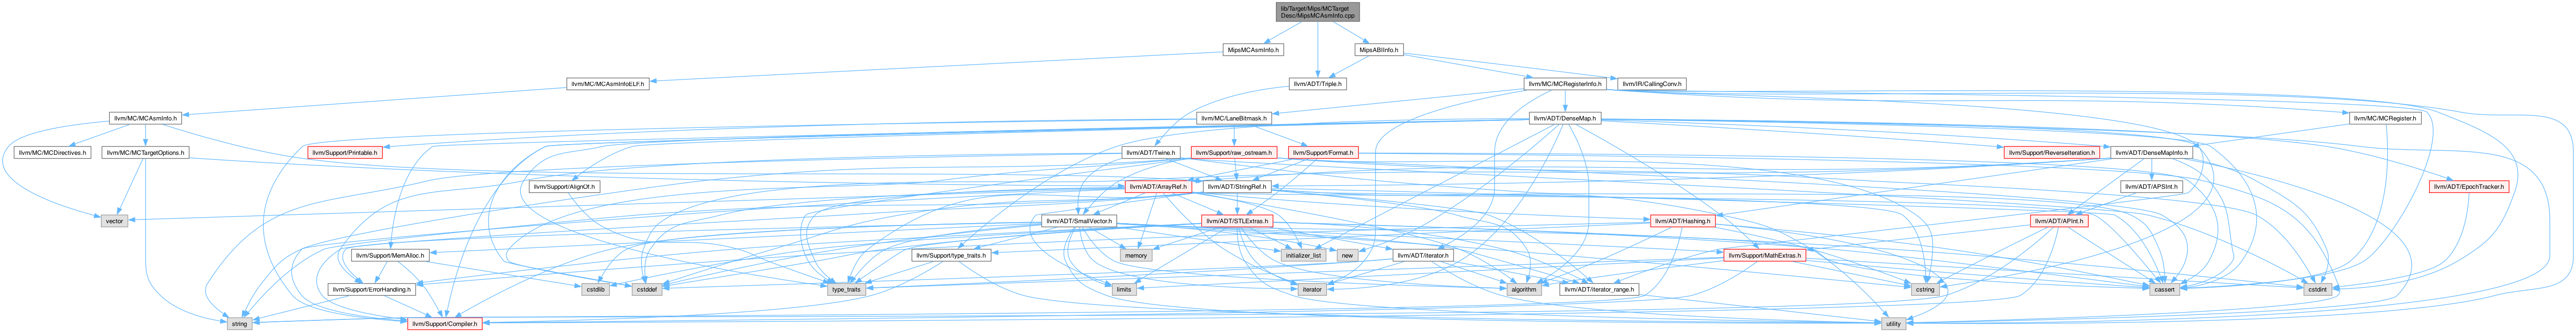 lib/Target/Mips/MCTarget
Desc/MipsMCAsmInfo.cpp
MipsMCAsmInfo.h
MipsABIInfo.h
llvm/MC/MCAsmInfoELF.h
llvm/ADT/Triple.h
llvm/MC/MCRegisterInfo.h
llvm/IR/CallingConv.h
llvm/MC/MCAsmInfo.h
llvm/MC/LaneBitmask.h
llvm/ADT/DenseMap.h
llvm/MC/MCRegister.h
llvm/MC/MCDirectives.h
llvm/MC/MCTargetOptions.h
llvm/Support/Printable.h
llvm/ADT/Twine.h
llvm/Support/raw_ostream.h
llvm/Support/Format.h
llvm/Support/ReverseIteration.h
llvm/ADT/DenseMapInfo.h
llvm/Support/AlignOf.h
llvm/ADT/ArrayRef.h
llvm/ADT/StringRef.h
llvm/ADT/APSInt.h
llvm/ADT/EpochTracker.h
vector
llvm/ADT/SmallVector.h
llvm/ADT/STLExtras.h
llvm/ADT/Hashing.h
llvm/ADT/APInt.h
llvm/Support/MemAlloc.h
llvm/Support/type_traits.h
memory
initializer_list
new
llvm/ADT/iterator.h
llvm/Support/MathExtras.h
llvm/Support/ErrorHandling.h
cstdlib
cstddef
type_traits
limits
iterator
algorithm
llvm/ADT/iterator_range.h
cstring
cassert
cstdint
string
llvm/Support/Compiler.h
utility